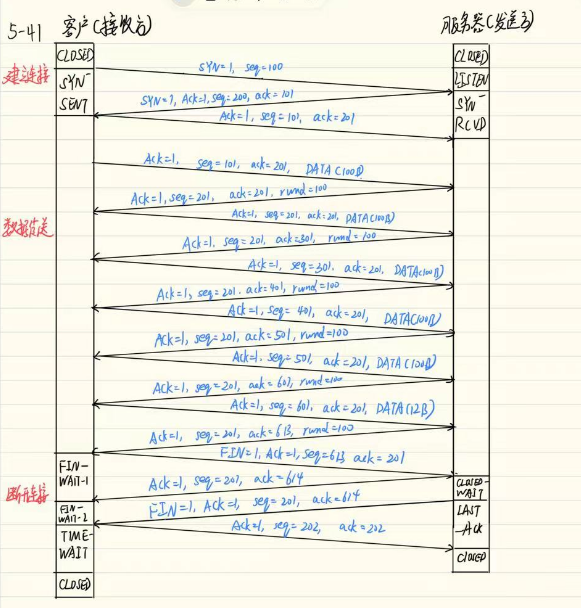 5-41 客户(接收方) 服务器(发送方)
CLOSED CLOSED
建立连接
SYN=1, seq=100
SYN-SENT
LISTEN
SYN=1, Ack=1, seq=200, ack=101
SYN-RCVD
Ack=1, seq=101, ack=201
Ack=1, seq=101, ack=201, DATA(100B)
Ack=1, seq=201, ack=201, rwnd=100
数据传送
Ack=1, seq=201, ack=201, DATA(100B)
Ack=1. seq=201, ack=301, rwnd=100
Ack=1, seq=301. ack=201, DATA(100B)
Ack=1, seq=201. ack=401, rwnd=100
Ack=1, seq=401, ack=201, DATA(100B)
Ack=1, seq=201, ack=501, rwnd=100
Ack=1. seq=501, ack=201, DATA(100B)
Ack=1, seq=201, ack=601, rwnd=100
Ack=1, seq=601, ack=201, DATA(12B)
Ack=1, seq=201, ack=613, rwnd=100
FIN=1, Ack=1, seq=613 ack=201
FIN-WAIT-1
Ack=1, seq=201, ack=614
CLOSED-WAIT
断开连接
FIN=1, Ack=1, seq=201, ack=614
FIN-WAIT-2
LAST-Ack
Ack=1, seq=202, ack=202
TIME-WAIT
CLOSED
CLOSED